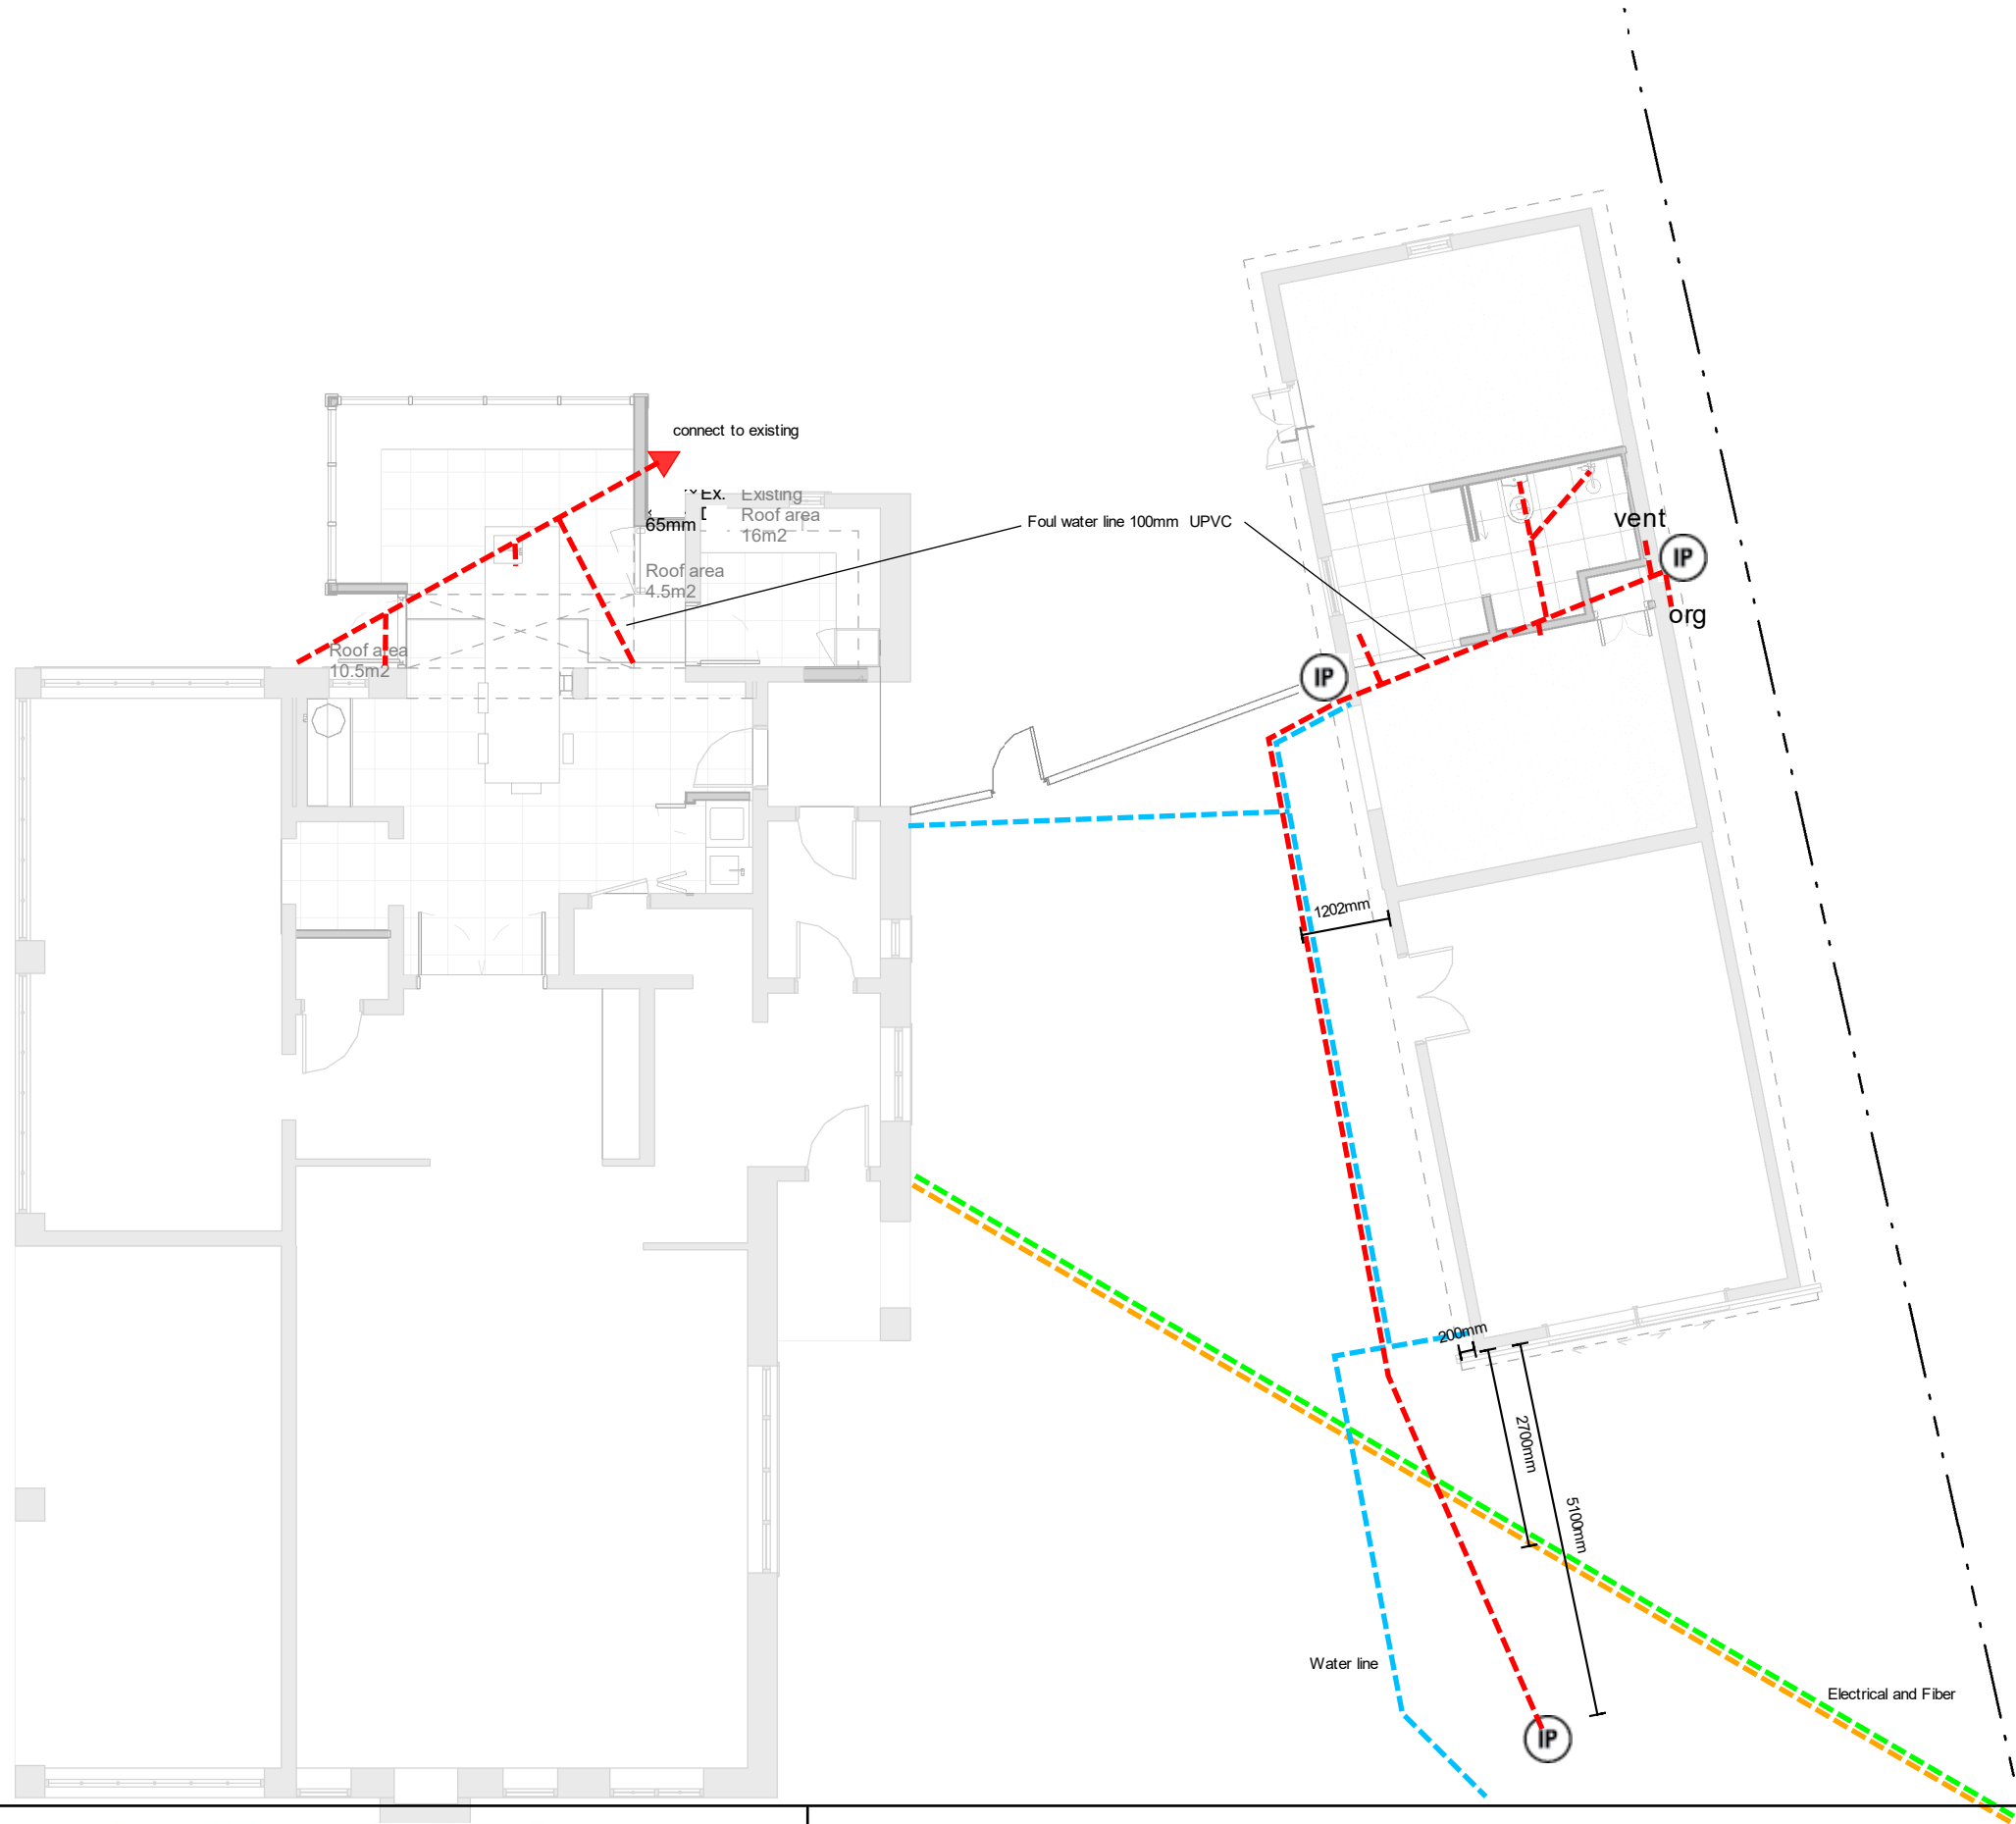 connect to existing
Ex.
65mm
Existing
Roof area
16m2
Roof area
4.5m2
Roof area
10.5m2
Foul water line 100mm UPVC
vent
IP
org
IP
1202mm
200mm
2700mm
5100mm
Water line
Electrical and Fiber
IP